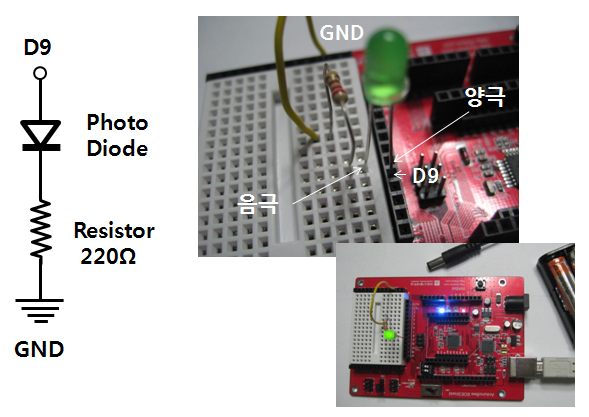 D9
Photo
Diode
Resistor
220Ω
GND
GND
양극
D9
음극